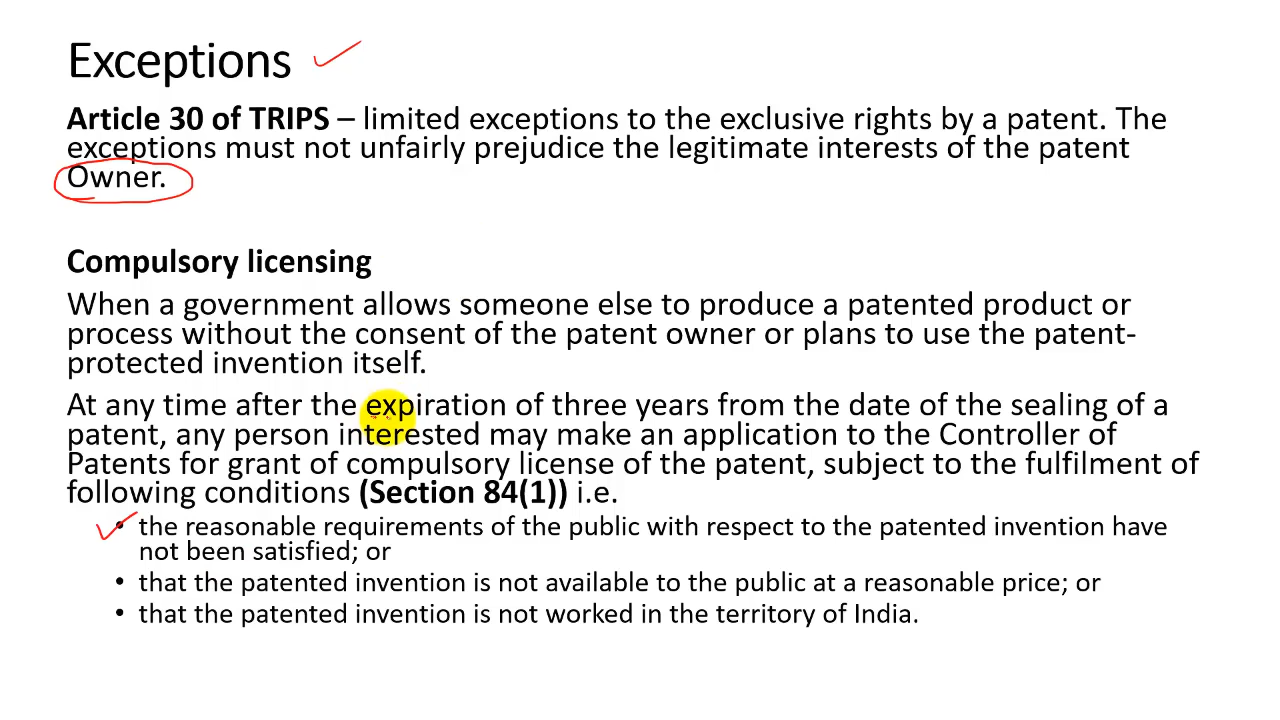 Exceptions
Article 30 of TRIPS – limited exceptions to the exclusive rights by a patent. The
exceptions must not unfairly prejudice the legitimate interests of the patent
Owner.
Compulsory licensing
When a government allows someone else to produce a patented product or
process without the consent of the patent owner or plans to use the patent-
protected invention itself.
At any time after the expiration of three years from the date of the sealing of a
patent, any person interested may make an application to the Controller of
Patents for grant of compulsory license of the patent, subject to the fulfilment of
following conditions (Section 84(1)) i.e.
• the reasonable requirements of the public with respect to the patented invention have
not been satisfied; or
• that the patented invention is not available to the public at a reasonable price; or
• that the patented invention is not worked in the territory of India.